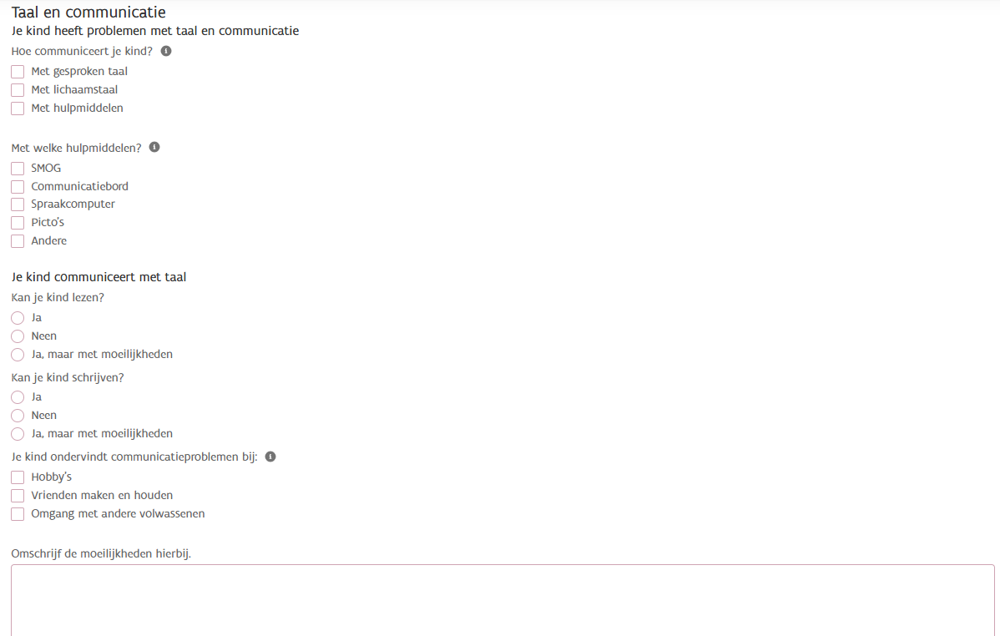 Taal en communicatie
Je kind heeft problemen met taal en communicatie
Hoe communiceert je kind?
Met gesproken taal
Met lichaamstaal
Met hulpmiddelen
Met welke hulpmiddelen?
SMOG
Communicatiebord
Spraakcomputer
Picto's
Andere
Je kind communiceert met taal
Kan je kind lezen?
Ja
Neen
Ja, maar met moeilijkheden
Kan je kind schrijven?
Ja
Neen
Ja, maar met moeilijkheden
Je kind ondervindt communicatieproblemen bij:
Hobby's
Vrienden maken en houden
Omgang met andere volwassenen
Omschrijf de moeilijkheden hierbij.